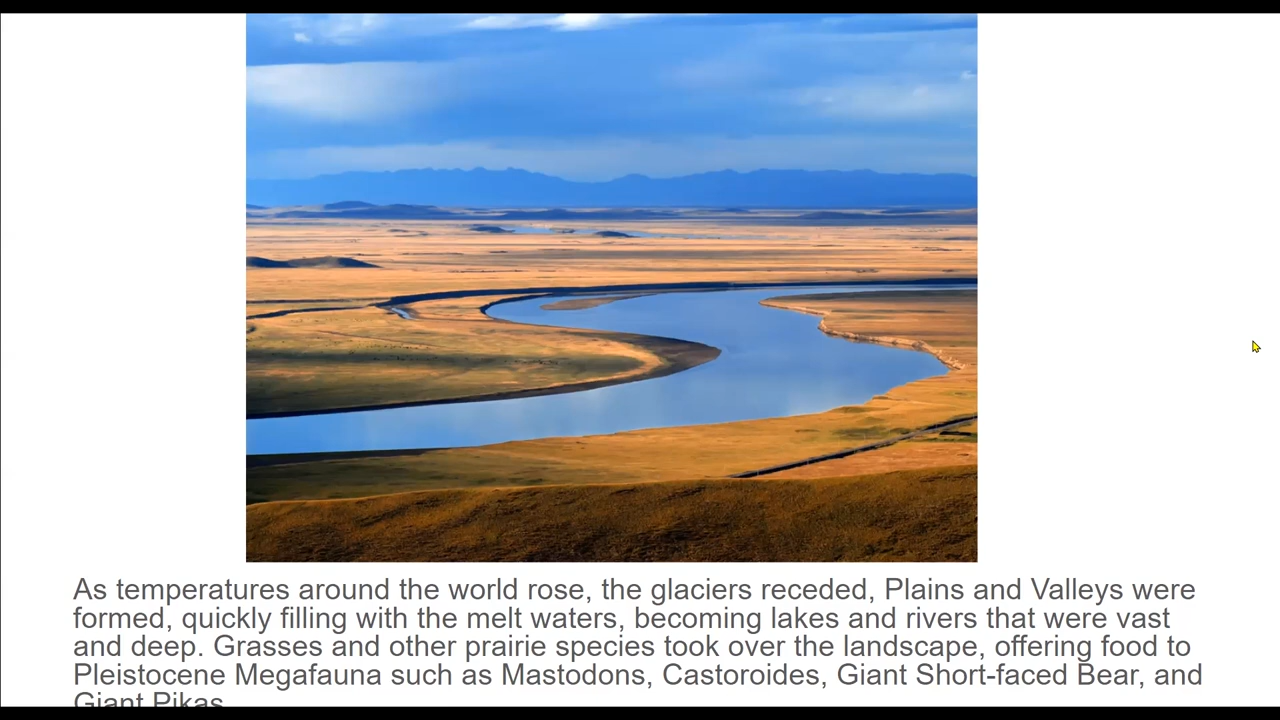 As temperatures around the world rose, the glaciers receded, Plains and Valleys were
formed, quickly filling with the melt waters, becoming lakes and rivers that were vast
and deep. Grasses and other prairie species took over the landscape, offering food to
Pleistocene Megafauna such as Mastodons, Castoroides, Giant Short-faced Bear, and
Giant Pikas